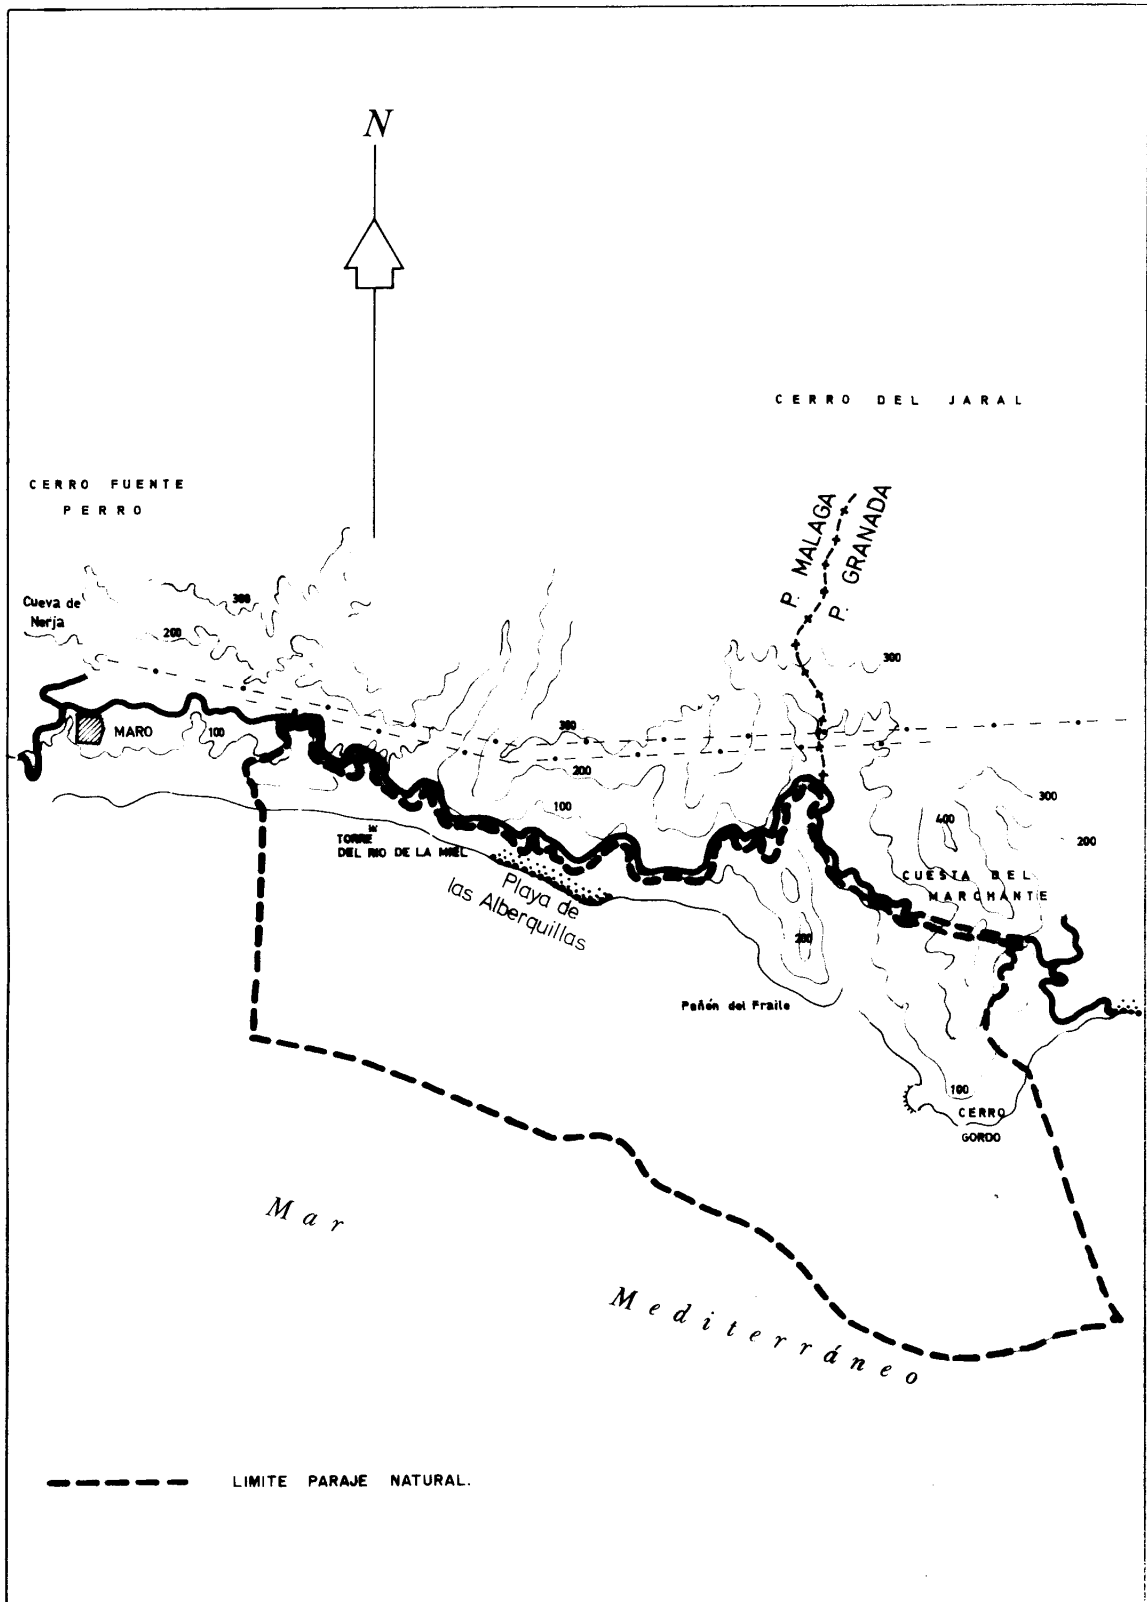 N
CERRO DEL JARAL
CERRO FUENTE
PERRO
P. MALAGA
P. GRANADA
Cueva de
Nerja
300
200
300
MARO
100
300
200
100
300
400
200
TORRE
DEL RIO DE LA MIEL
Playa de
las Alberquillas
CUESTA DEL
MARCHANTE
200
Peñón del Fraile
100
CERRO
GORDO
Mar
Mediterráneo
LIMITE PARAJE NATURAL.